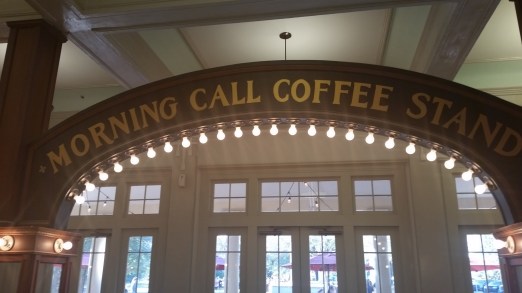 MORNING CALL COFFEE STAND